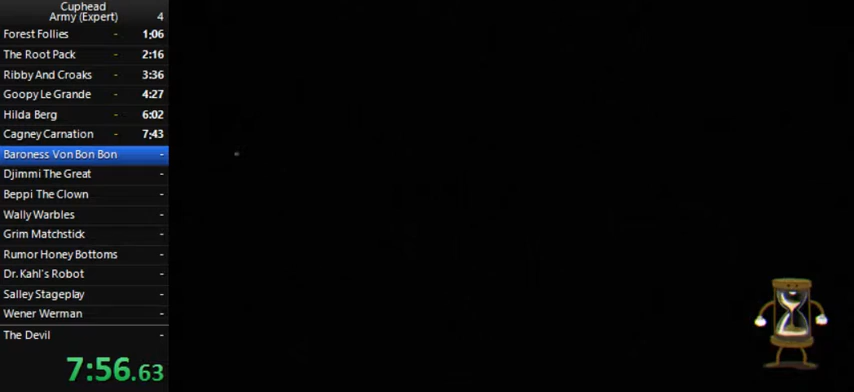 Cuphead
Army (Expert) 4
Forest Follies - 1:06
The Root Pack - 2:16
Ribby And Croaks - 3:36
Goopy Le Grande - 4:27
Hilda Berg - 6:02
Cagney Carnation - 7:43
Baroness Von Bon Bon -
Djimmi The Great -
Beppi The Clown -
Wally Warbles -
Grim Matchstick -
Rumor Honey Bottoms -
Dr. Kahl's Robot -
Salley Stageplay -
Wener Werman -
The Devil -
7:56.63